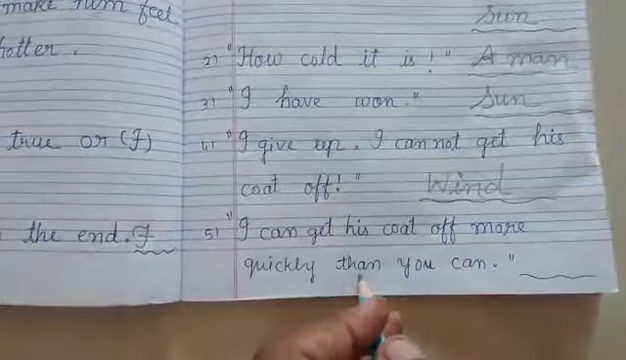 make him feel
hotter.
true or (F)
the end. F
Sun
2) "How cold it is!" A man
3) "I have won." Sun
4) "I give up. I can not get his
coat off!" Wind
5) "I can get his coat off more
quickly than you can."